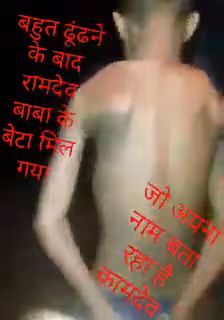 बहुत ढूंढने
के बाद
रामदेव
बाबा के
बेटा मिल
गया
जो अपना
नाम बता
रहा है
कामदेव